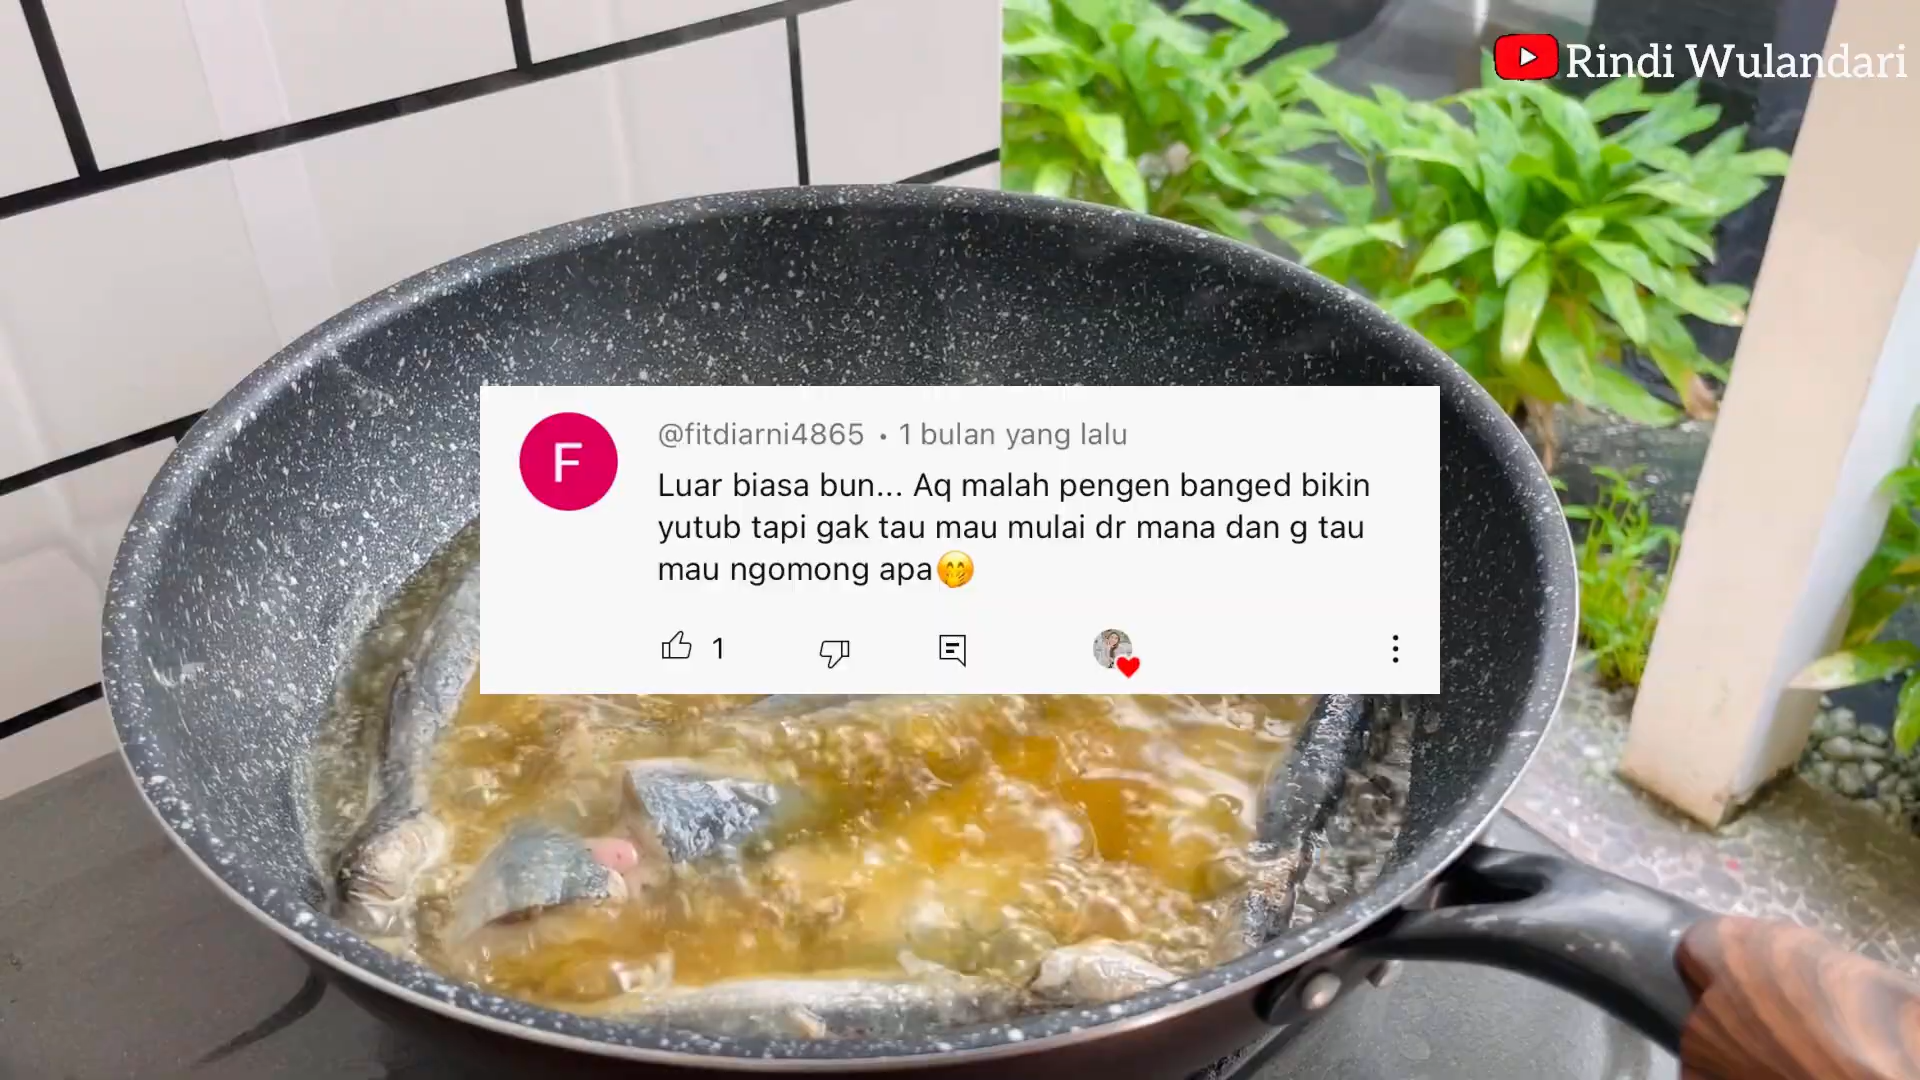 Rindi Wulandari
F
@fitdiarni4865 • 1 bulan yang lalu
Luar biasa bun... Aq malah pengen banged bikin
yutub tapi gak tau mau mulai dr mana dan g tau
mau ngomong apa🤭
1